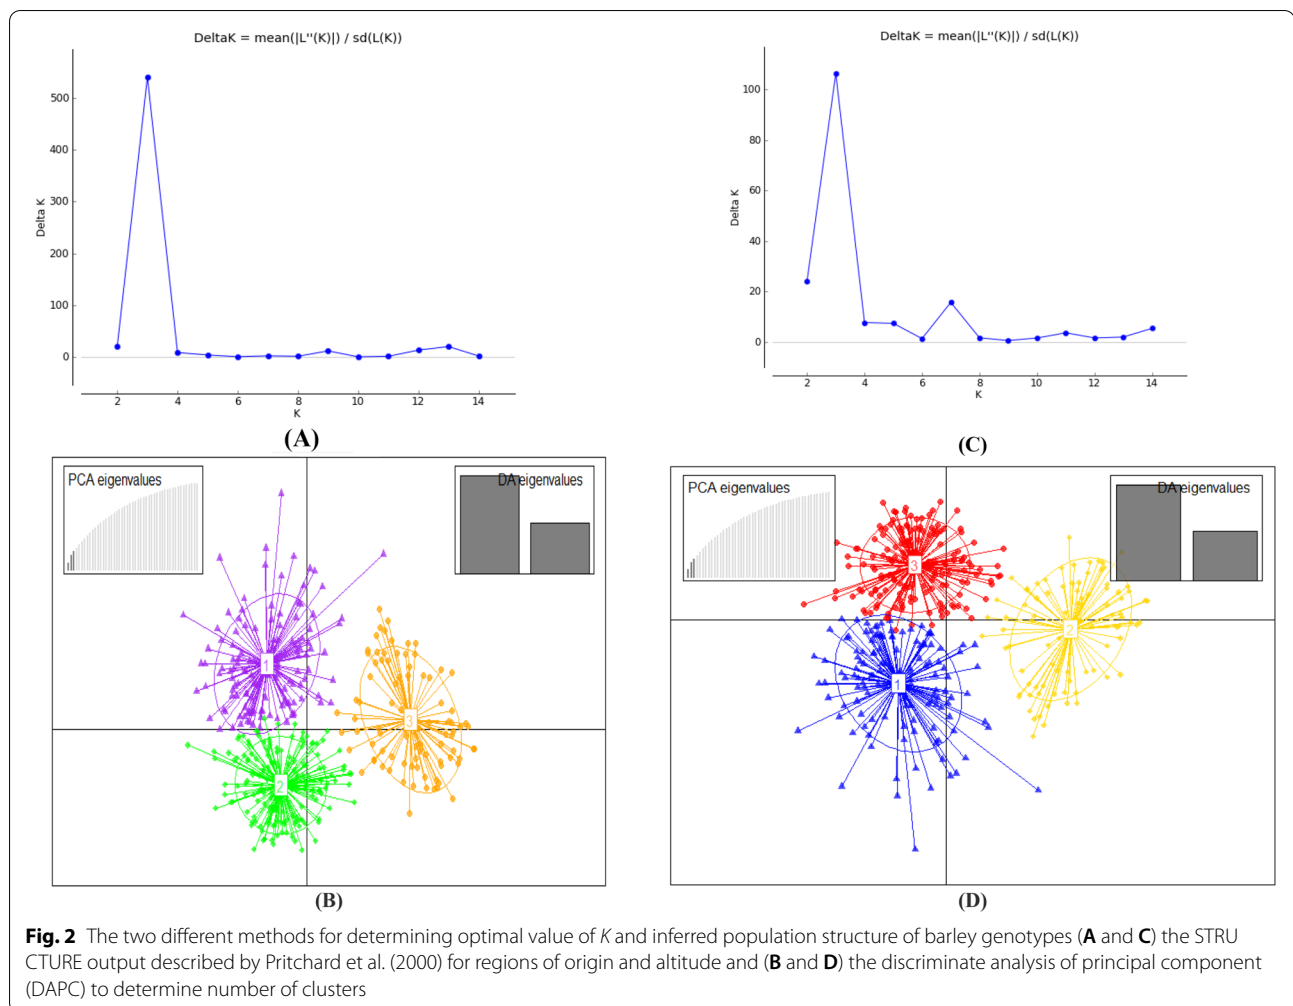 DeltaK = mean(|L''(K)|) / sd(L(K))
500
400
300
200
100
0
Delta K
2 4 6 8 10 12 14
K
(A)
DeltaK = mean(|L''(K)|) / sd(L(K))
100
80
60
40
20
0
Delta K
2 4 6 8 10 12 14
K
(C)
PCA eigenvalues
DA eigenvalues
1
2
3
(B)
PCA eigenvalues
DA eigenvalues
3
2
1
(D)
Fig. 2 The two different methods for determining optimal value of K and inferred population structure of barley genotypes (A and C) the STRU
CTURE output described by Pritchard et al. (2000) for regions of origin and altitude and (B and D) the discriminate analysis of principal component
(DAPC) to determine number of clusters